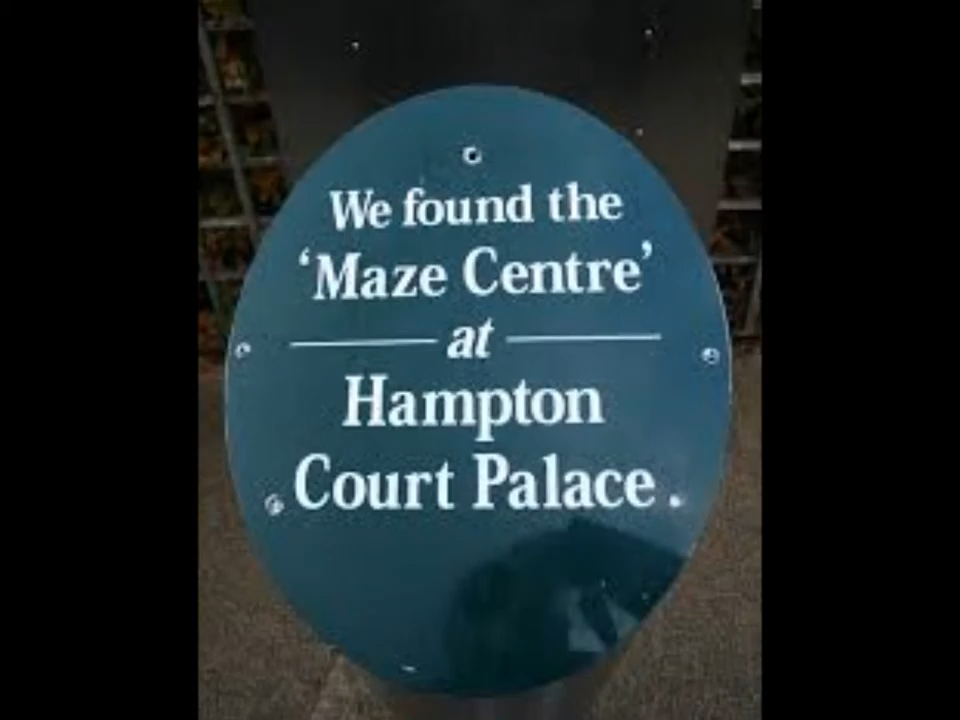 We found the
‘Maze Centre’
at
Hampton
Court Palace.